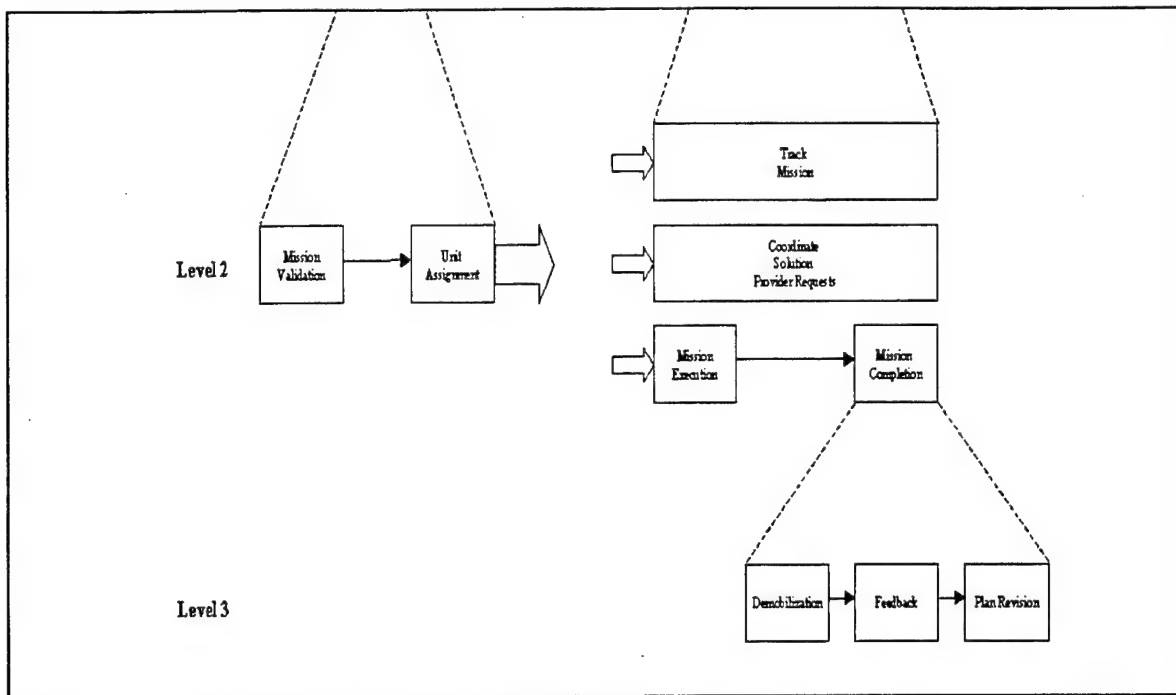 Track
Mission
Level 2
Mission
Validation
Unit
Assignment
Coordinate
Solution
Provider Requests
Mission
Execution
Mission
Completion
Level 3
Demobilization
Feedback
Plan Revision